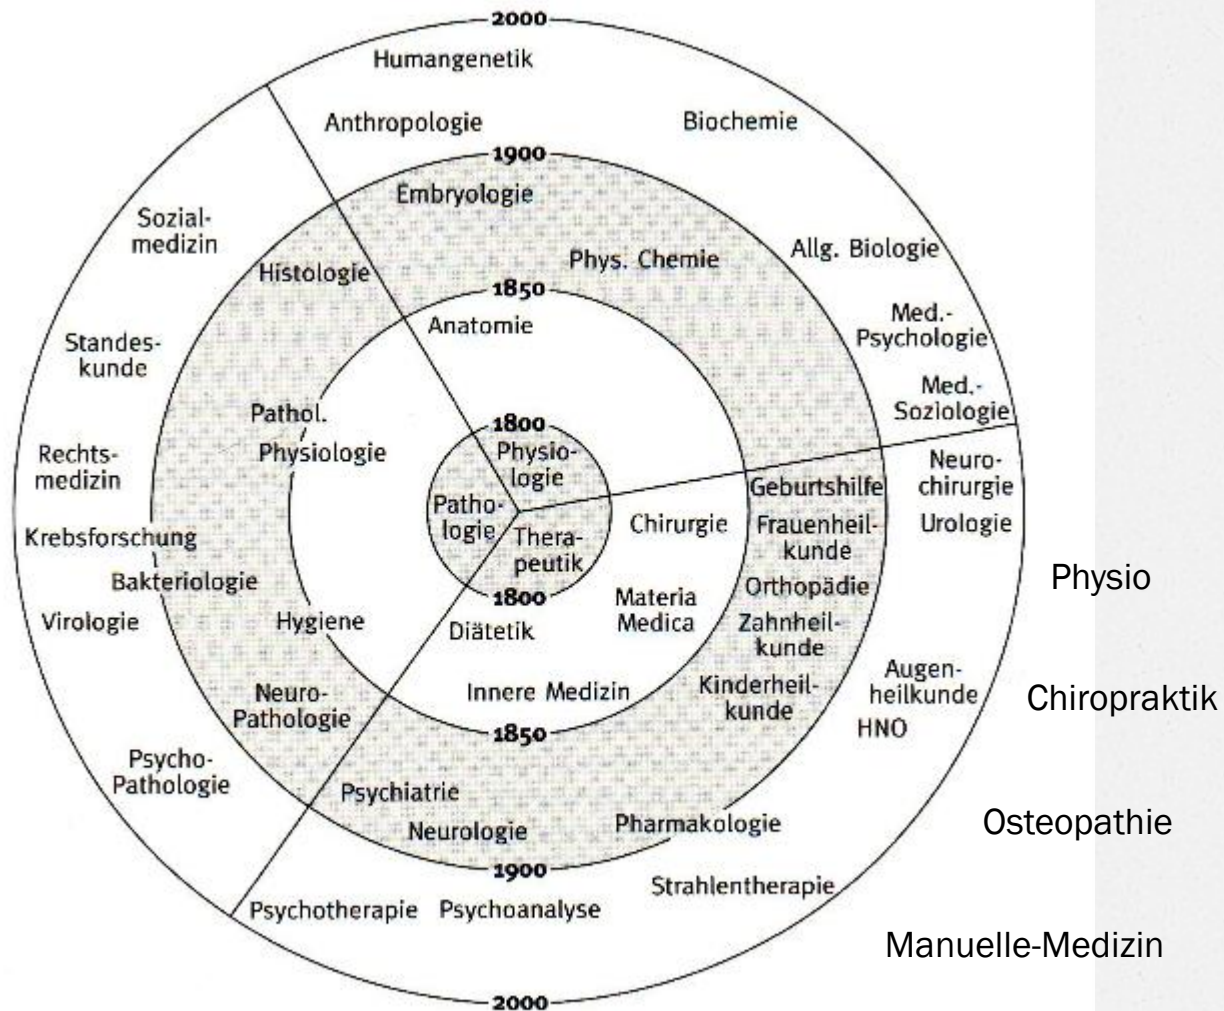 2000
Humangenetik
Anthropologie
Biochemie
1900
Embryologie
Sozial-
medizin
Histologie
Phys. Chemie
Allg. Biologie
1850
Anatomie
Med.-
Psychologie
Standes-
kunde
Med.-
Soziologie
Pathol.
Physiologie
1800
Physio-
logie
Rechts-
medizin
Neuro-
chirurgie
Geburtshilfe
Patho-
logie
Chirurgie
Urologie
Frauenheil-
kunde
Krebsforschung
Thera-
peutik
Bakteriologie
Orthopädie
Physio
1800
Materia
Medica
Virologie
Hygiene
Diätetik
Zahnheil-
kunde
Augen-
heilkunde
Neuro-
Pathologie
Innere Medizin
Kinderheil-
kunde
Chiropraktik
HNO
1850
Psycho-
Pathologie
Psychiatrie
Neurologie
Pharmakologie
Osteopathie
1900
Strahlentherapie
Psychotherapie
Psychoanalyse
Manuelle-Medizin
2000